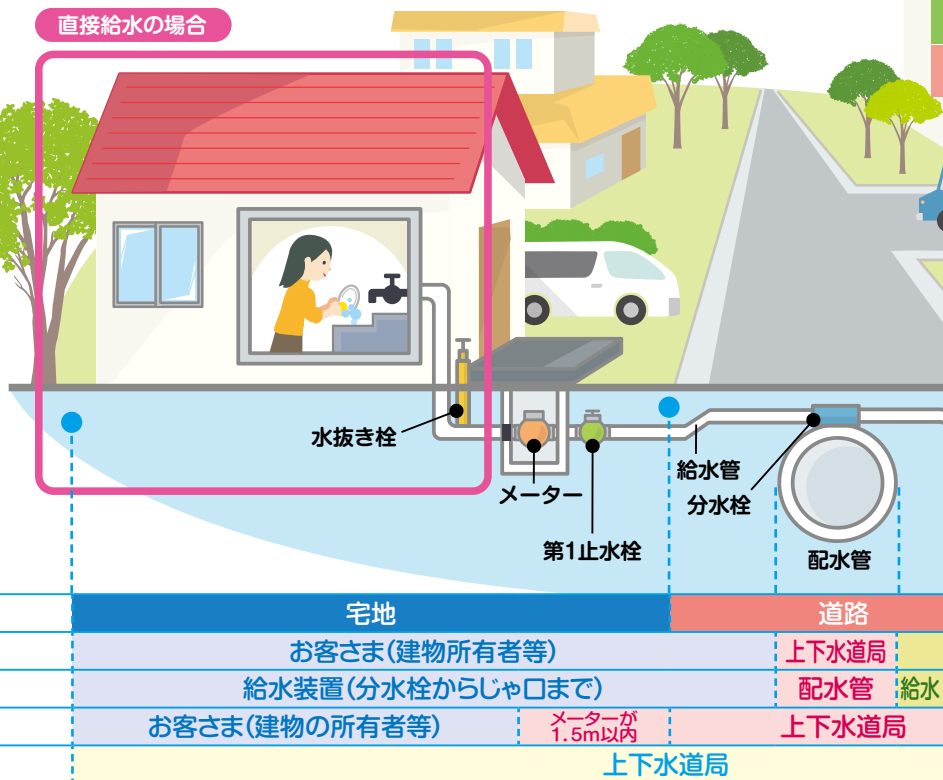 直接給水の場合
水抜き栓
メーター
第1止水栓
給水管
分水栓
配水管
宅地
道路
お客さま(建物所有者等)
上下水道局
給水装置(分水栓からじゃ口まで)
配水管
給水
お客さま(建物の所有者等)
メーターが
1.5m以内
上下水道局
上下水道局